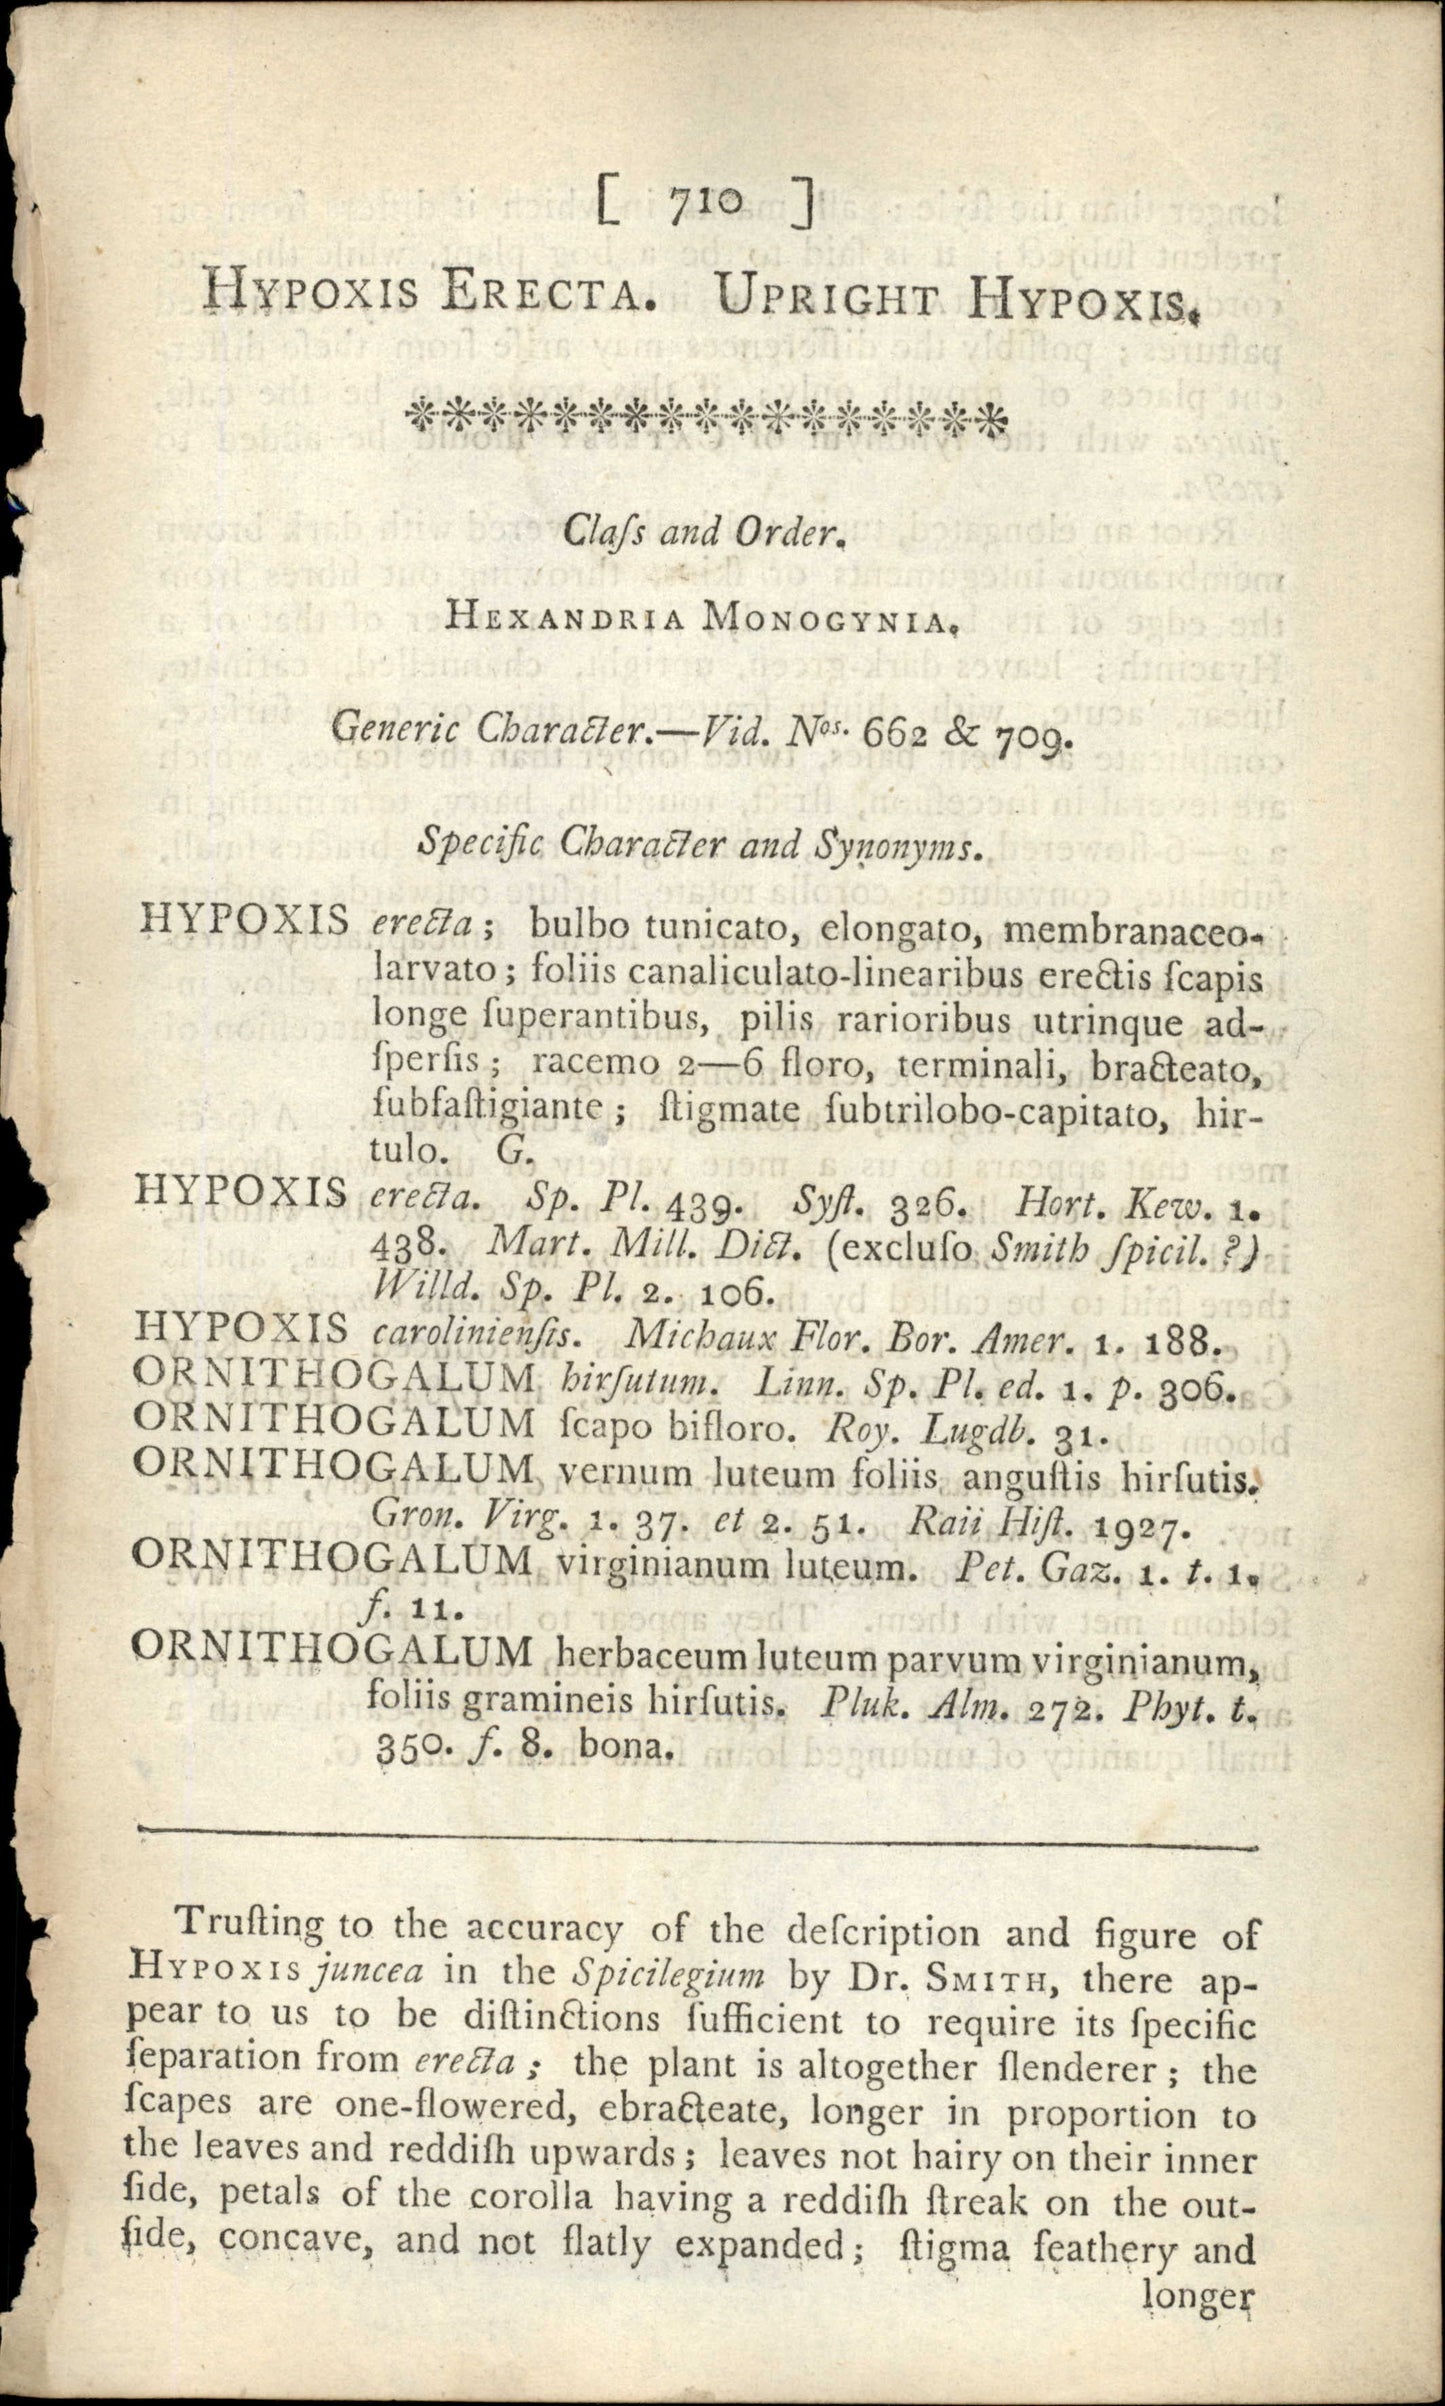 [ 710 ]
Hypoxis Erecta. Upright Hypoxis.
Claſs and Order.
Hexandria Monogynia.
Generic Character.—Vid. Nos. 662 & 709.
Specific Character and Synonyms.
HYPOXIS erecta; bulbo tunicato, elongato, membranaceo-
larvato; foliis canaliculato-linearibus erectis ſcapis
longe ſuperantibus, pilis rarioribus utrinque ad-
ſperſis; racemo 2—6 floro, terminali, bracteato,
ſubfaſtigiante; ſtigmate ſubtrilobo-capitato, hir-
tulo. G.
HYPOXIS erecta. Sp. Pl. 439. Syſt. 326. Hort. Kew. 1.
438. Mart. Mill. Dict. (excluſo Smith ſpicil. ?)
Willd. Sp. Pl. 2. 106.
HYPOXIS carolinienſis. Michaux Flor. Bor. Amer. 1. 188.
ORNITHOGALUM hirſutum. Linn. Sp. Pl. ed. 1. p. 306.
ORNITHOGALUM ſcapo bifloro. Roy. Lugdb. 31.
ORNITHOGALUM vernum luteum foliis anguſtis hirſutis.
Gron. Virg. 1. 37. et 2. 51. Raii Hiſt. 1927.
ORNITHOGALUM virginianum luteum. Pet. Gaz. 1. t. 1.
f. 11.
ORNITHOGALUM herbaceum luteum parvum virginianum,
foliis gramineis hirſutis. Pluk. Alm. 272. Phyt. t.
350. f. 8. bona.
Truſting to the accuracy of the deſcription and figure of
Hypoxis juncea in the Spicilegium by Dr. Smith, there ap-
pear to us to be diſtinctions ſufficient to require its ſpecific
ſeparation from erecta; the plant is altogether ſlenderer; the
ſcapes are one-flowered, ebracteate, longer in proportion to
the leaves and reddiſh upwards; leaves not hairy on their inner
ſide, petals of the corolla having a reddiſh ſtreak on the out-
ſide, concave, and not flatly expanded; ſtigma feathery and
longer